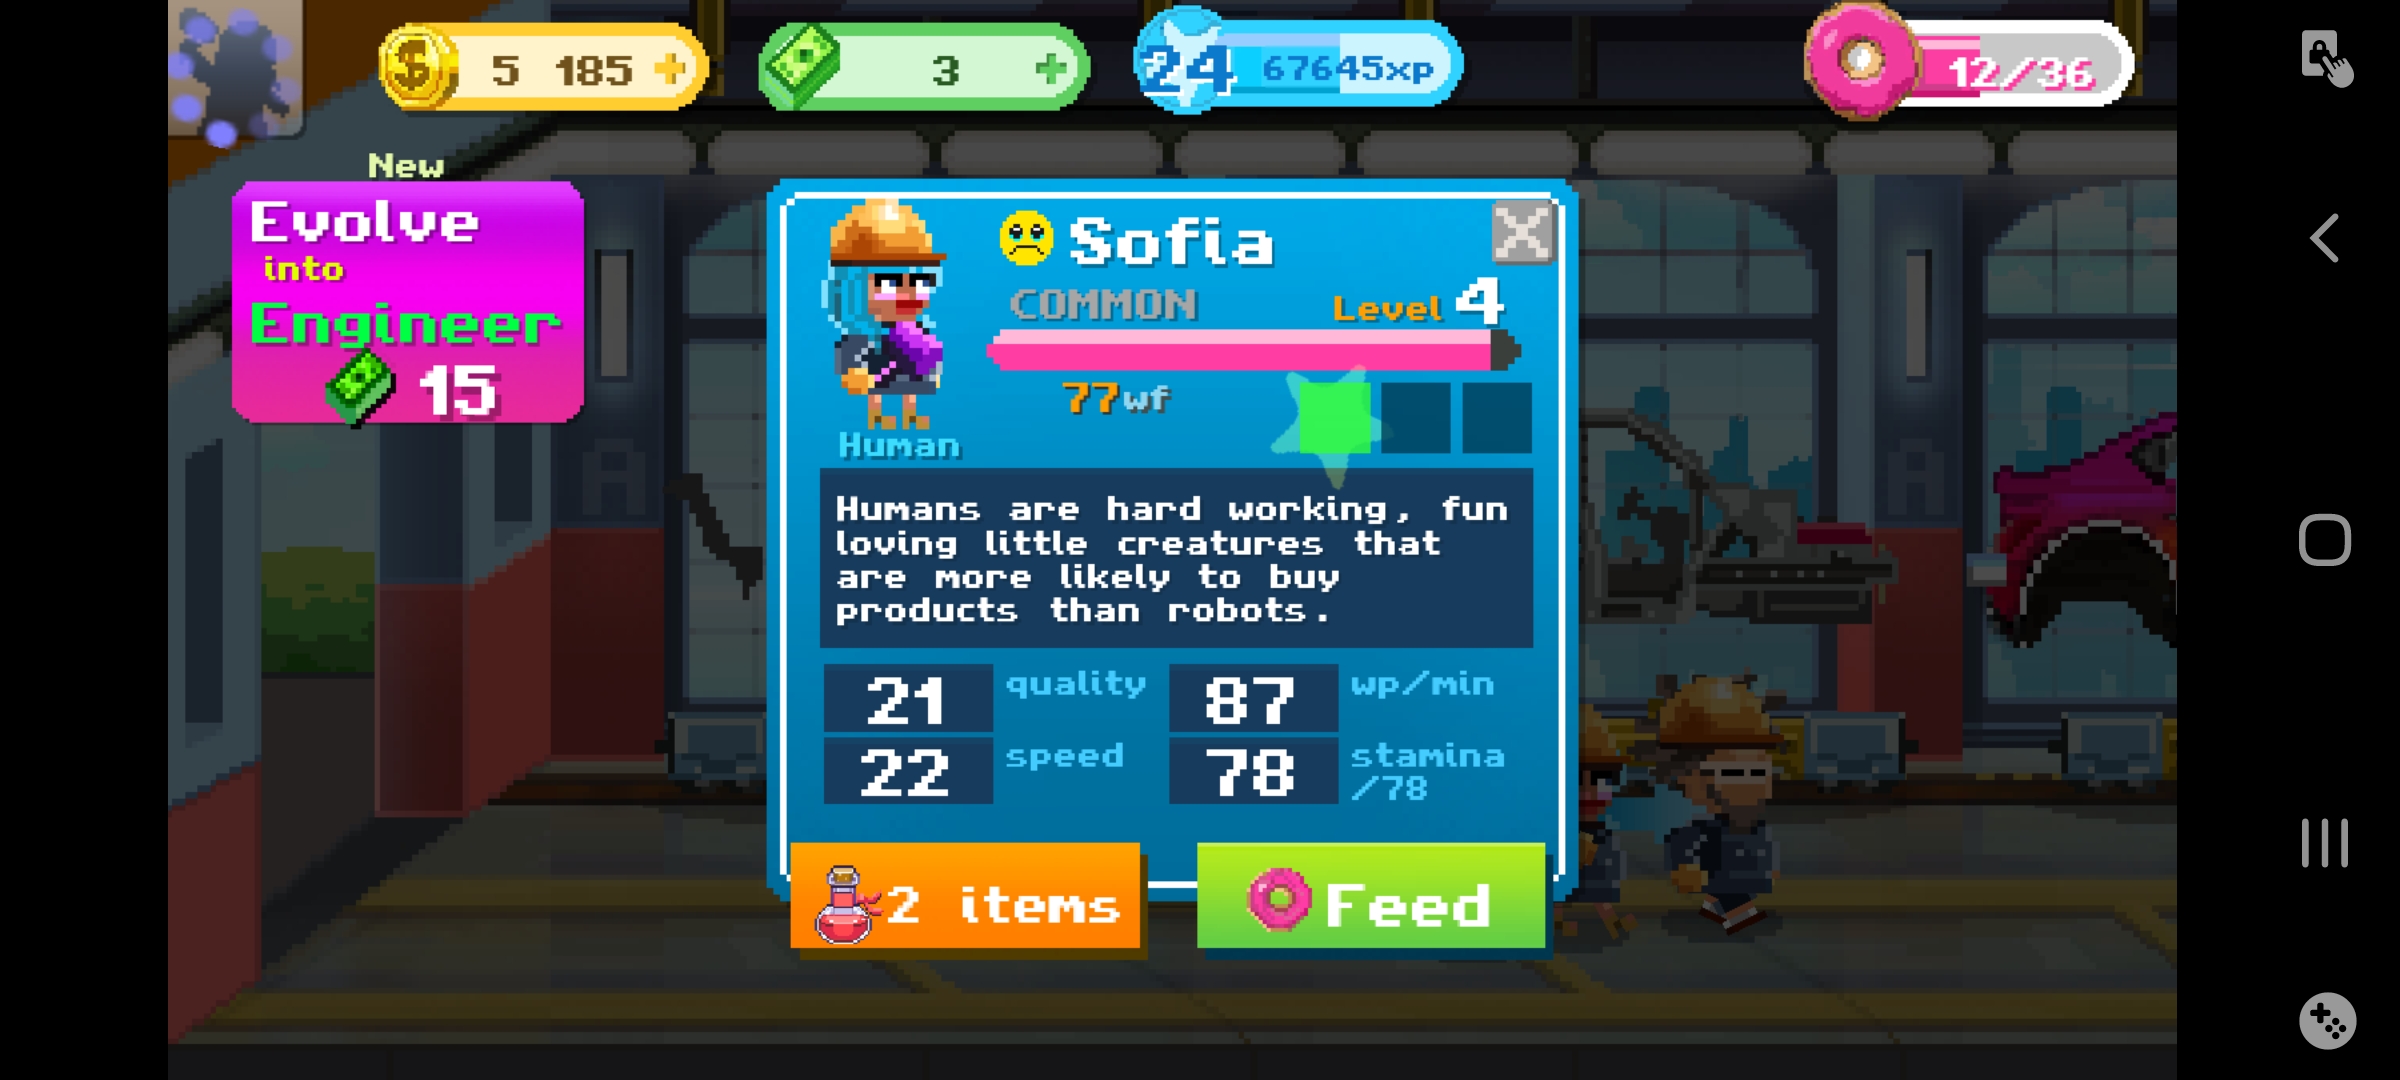 5 185
3
24 67645xp
12/36
New
Evolve
into
Engineer
15
Sofia
COMMON
Level 4
77wf
Human
Humans are hard working, fun
loving little creatures that
are more likely to buy
products than robots.
21 quality
87 wp/min
22 speed
78 stamina
/78
2 items
Feed
A
A